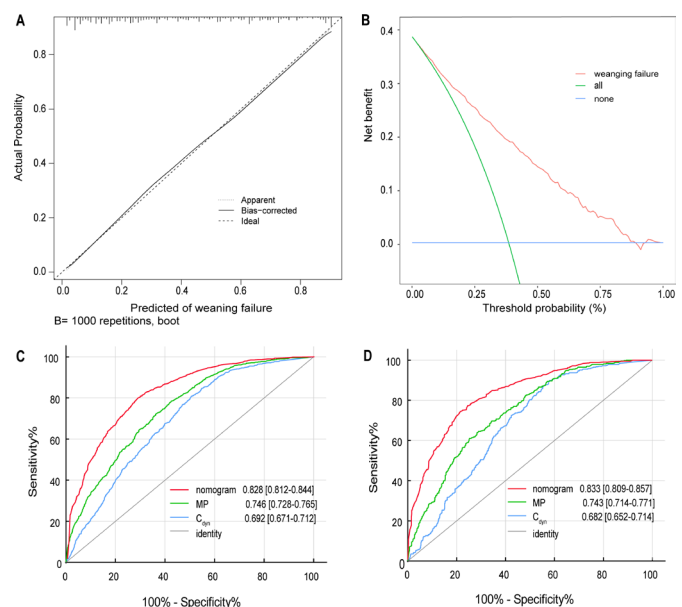 A
Actual Probability
0.8
0.6
0.4
0.2
0.0
Apparent
Bias-corrected
Ideal
0.0 0.2 0.4 0.6 0.8
Predicted of weaning failure
B= 1000 repetitions, boot
B
Net benefit
0.4
0.3
0.2
0.1
0.0
weanging failure
all
none
0.00 0.25 0.50 0.75 1.00
Threshold probability (%)
C
Sensitivity%
100
80
60
40
20
0
nomogram 0.828 [0.812-0.844]
MP 0.746 [0.728-0.765]
Cdyn 0.692 [0.671-0.712]
identity
0 20 40 60 80 100
100% - Specificity%
D
Sensitivity%
100
80
60
40
20
0
nomogram 0.833 [0.809-0.857]
MP 0.743 [0.714-0.771]
Cdyn 0.682 [0.652-0.714]
identity
0 20 40 60 80 100
100% - Specificity%